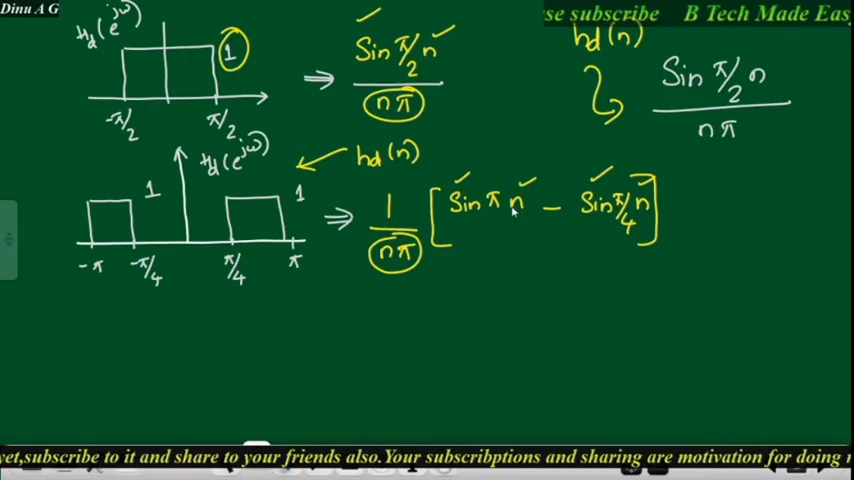 Dinu A G
se subscribe B Tech Made Eas
Hd(e^jω)
1
-π/2 π/2
⇒ Sin π/2 n / nπ
hd(n)
Sin π/2 n / nπ
Hd(e^jω)
hd(n)
1 1
-π -π/4 π/4 π
⇒ 1/nπ [Sin π n - Sin π/4 n]
yet,subscribe to it and share to your friends also.Your subscribptions and sharing are motivation for doing